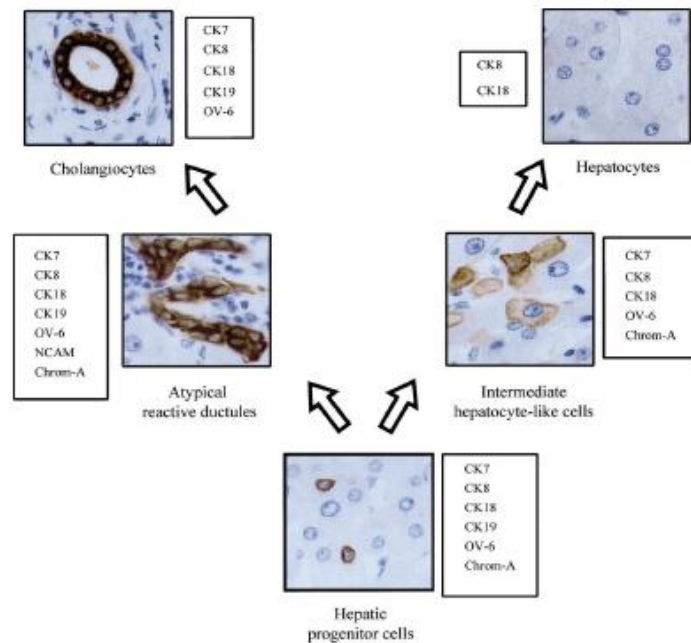 CK7
CK8
CK18
CK19
OV-6
Cholangiocytes
CK8
CK18
Hepatocytes
CK7
CK8
CK18
CK19
OV-6
NCAM
Chrom-A
Atypical
reactive ductules
CK7
CK8
CK18
OV-6
Chrom-A
Intermediate
hepatocyte-like cells
CK7
CK8
CK18
CK19
OV-6
Chrom-A
Hepatic
progenitor cells